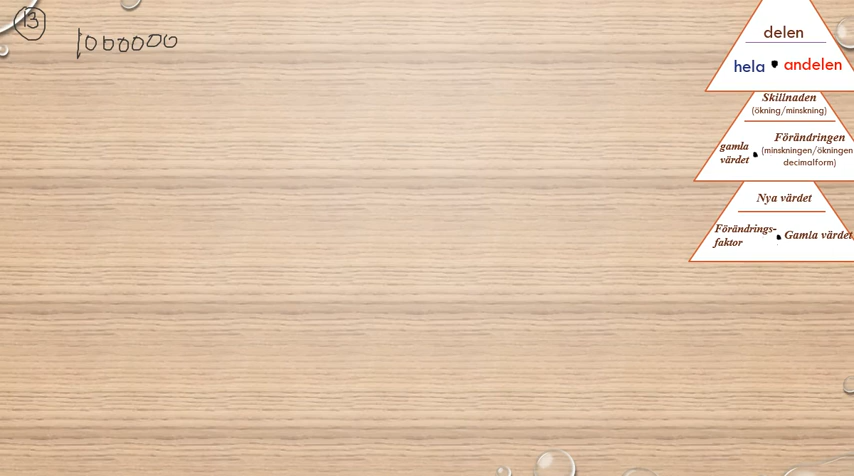 13
1000000
delen
hela • andelen
Skillnaden
(ökning/minskning)
Förändringen
(minskningen/ökningen
decimalform)
gamla
värdet •
Nya värdet
Förändrings-
faktor
• Gamla värdet